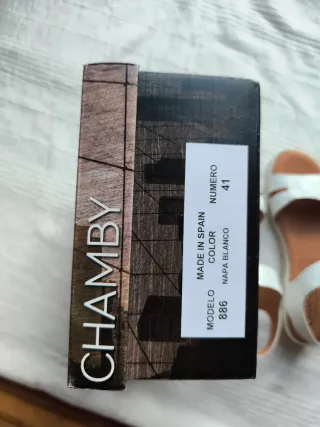 CHAMBY
MADE IN SPAIN
MODELO COLOR NUMERO
886 NAPA BLANCO 41